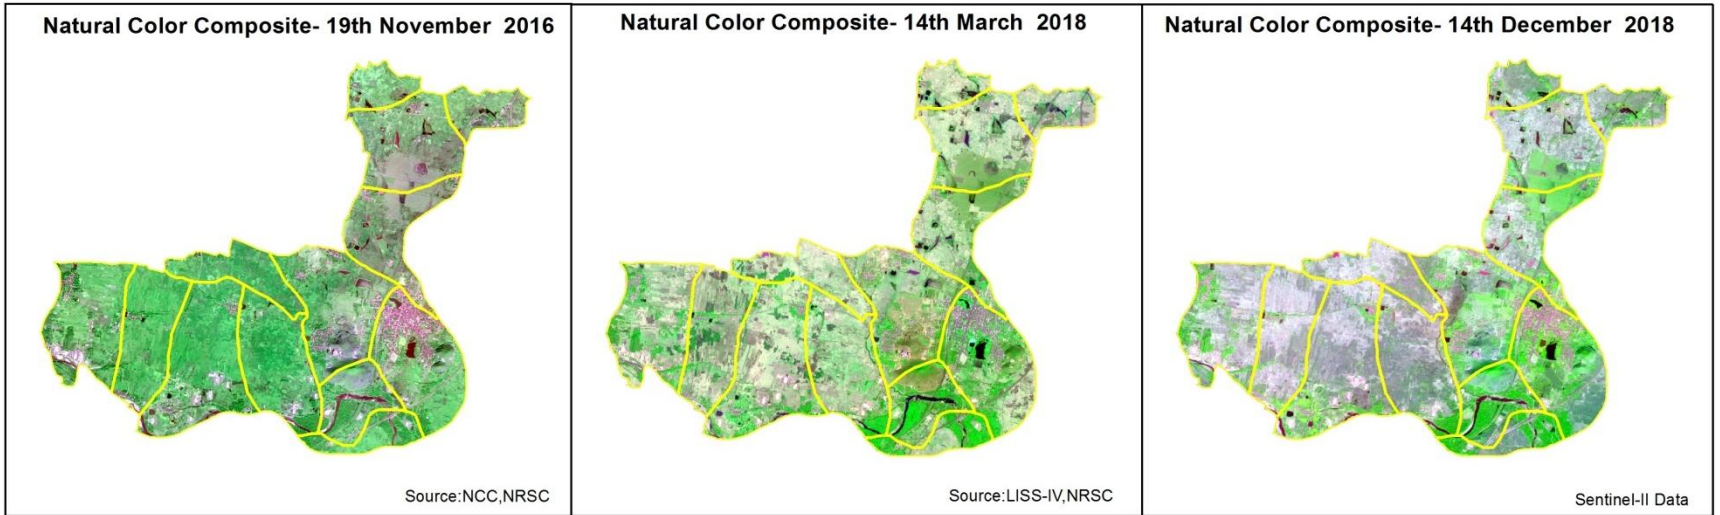 Natural Color Composite- 19th November 2016
Source:NCC,NRSC
Natural Color Composite- 14th March 2018
Source:LISS-IV,NRSC
Natural Color Composite- 14th December 2018
Sentinel-II Data